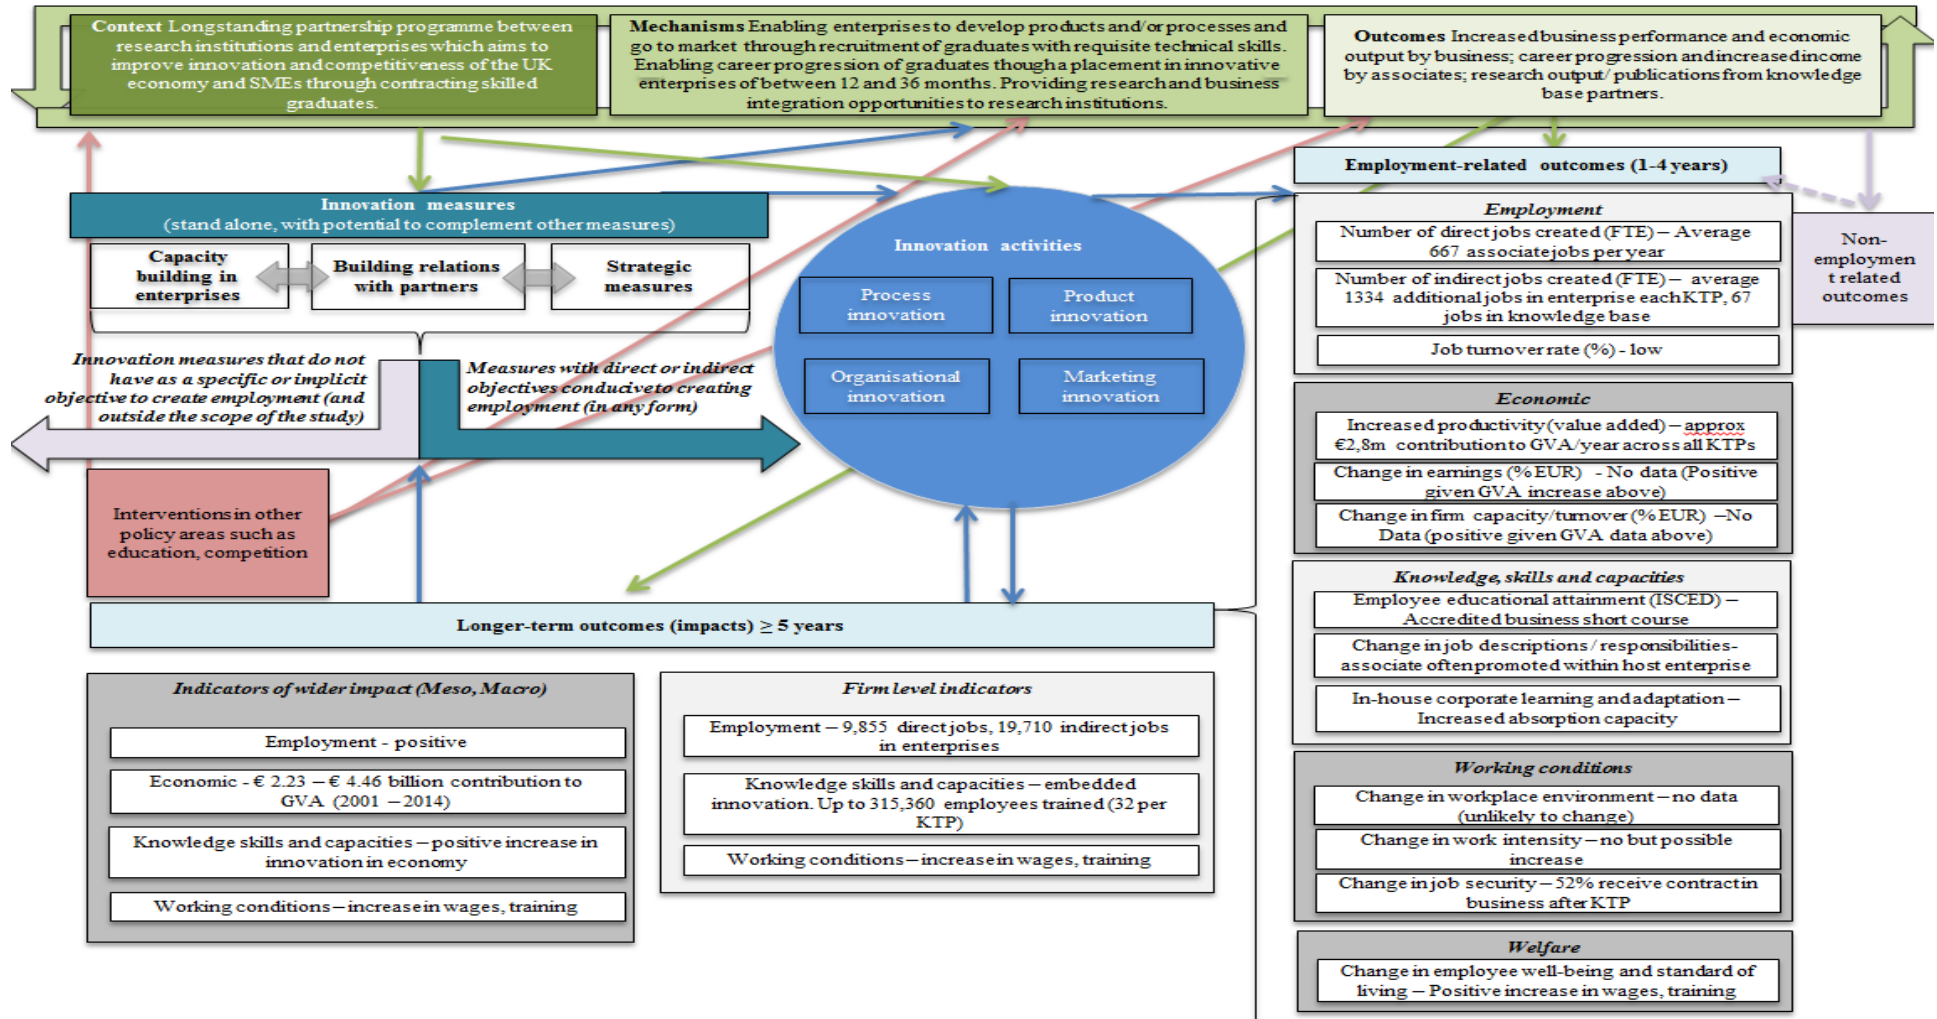 Context Longstanding partnership programme between
research institutions and enterprises which aims to
improve innovation and competitiveness of the UK
economy and SMEs through contracting skilled
graduates.
Mechanisms Enabling enterprises to develop products and/or processes and
go to market through recruitment of graduates with requisite technical skills.
Enabling career progression of graduates though a placement in innovative
enterprises of between 12 and 36 months. Providing research and business
integration opportunities to research institutions.
Outcomes Increased business performance and economic
output by business; career progression and increased income
by associates; research output/ publications from knowledge
base partners.
Innovation measures
(stand alone, with potential to complement other measures)
Capacity
building in
enterprises
Building relations
with partners
Strategic
measures
Innovation measures that do not
have as a specific or implicit
objective to create employment (and
outside the scope of the study)
Measures with direct or indirect
objectives conducive to creating
employment (in any form)
Interventions in other
policy areas such as
education, competition
Innovation activities
Process
innovation
Product
innovation
Organisational
innovation
Marketing
innovation
Longer-term outcomes (impacts) ≥ 5 years
Indicators of wider impact (Meso, Macro)
Employment - positive
Economic - € 2.23 – € 4.46 billion contribution to
GVA (2001 – 2014)
Knowledge skills and capacities – positive increase in
innovation in economy
Working conditions – increase in wages, training
Firm level indicators
Employment – 9,855 direct jobs, 19,710 indirect jobs
in enterprises
Knowledge skills and capacities – embedded
innovation. Up to 315,360 employees trained (32 per
KTP)
Working conditions – increase in wages, training
Employment-related outcomes (1-4 years)
Employment
Number of direct jobs created (FTE) – Average
667 associate jobs per year
Number of indirect jobs created (FTE) – average
1334 additional jobs in enterprise each KTP, 67
jobs in knowledge base
Job turnover rate (%) - low
Economic
Increased productivity (value added) – approx
€2,8m contribution to GVA/year across all KTPs
Change in earnings (% EUR) - No data (Positive
given GVA increase above)
Change in firm capacity/turnover (% EUR) –No
Data (positive given GVA data above)
Knowledge, skills and capacities
Employee educational attainment (ISCED) –
Accredited business short course
Change in job descriptions / responsibilities-
associate often promoted within host enterprise
In-house corporate learning and adaptation –
Increased absorption capacity
Working conditions
Change in workplace environment – no data
(unlikely to change)
Change in work intensity – no but possible
increase
Change in job security – 52% receive contract in
business after KTP
Welfare
Change in employee well-being and standard of
living – Positive increase in wages, training
Non-
employmen
t related
outcomes